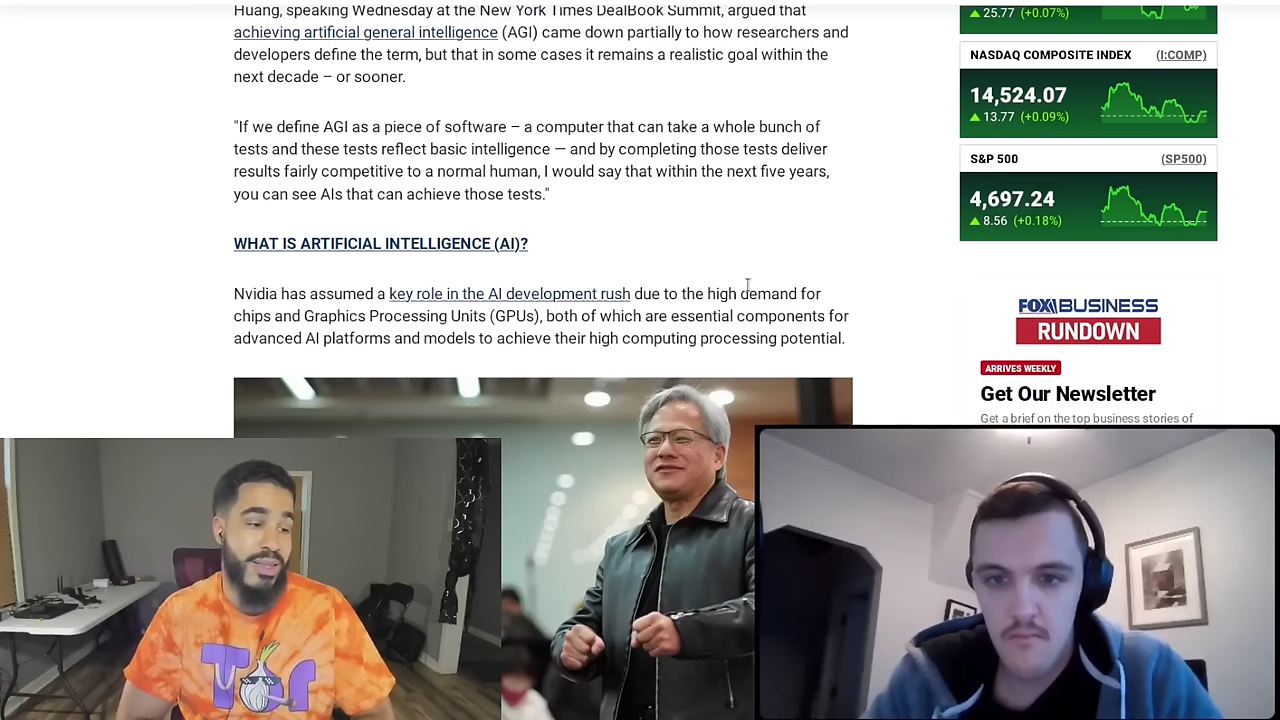 Huang, speaking Wednesday at the New York Times DealBook Summit, argued that
achieving artificial general intelligence (AGI) came down partially to how researchers and
developers define the term, but that in some cases it remains a realistic goal within the
next decade – or sooner.
"If we define AGI as a piece of software – a computer that can take a whole bunch of
tests and these tests reflect basic intelligence — and by completing those tests deliver
results fairly competitive to a normal human, I would say that within the next five years,
you can see AIs that can achieve those tests."
WHAT IS ARTIFICIAL INTELLIGENCE (AI)?
Nvidia has assumed a key role in the AI development rush due to the high demand for
chips and Graphics Processing Units (GPUs), both of which are essential components for
advanced AI platforms and models to achieve their high computing processing potential.
▲ 25.77 (+0.07%)
NASDAQ COMPOSITE INDEX (I:COMP)
14,524.07
▲ 13.77 (+0.09%)
S&P 500 (SP500)
4,697.24
▲ 8.56 (+0.18%)
FOX BUSINESS
RUNDOWN
ARRIVES WEEKLY
Get Our Newsletter
Get a brief on the top business stories of
Tor